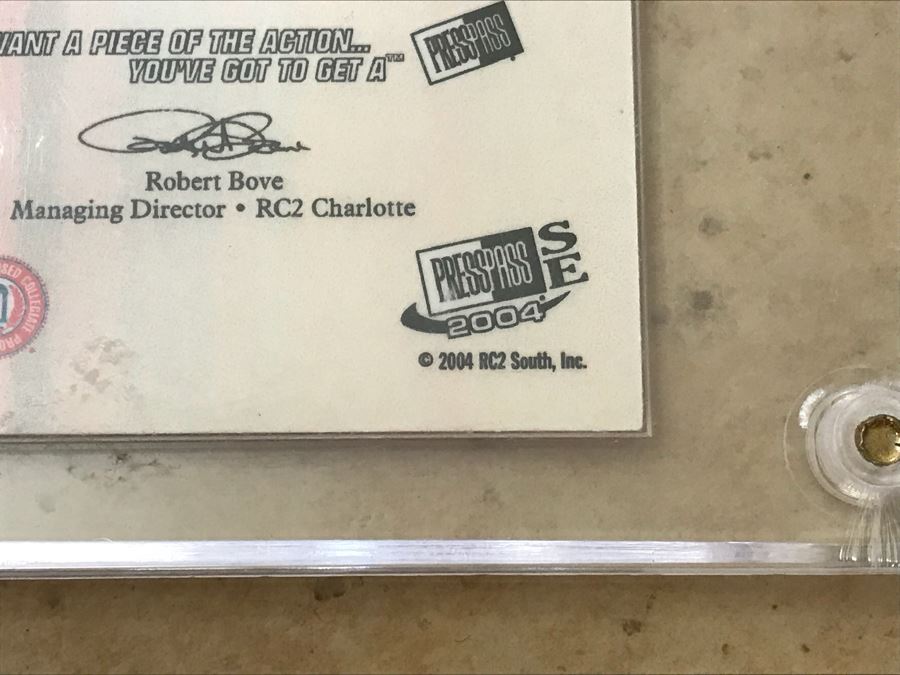 WANT A PIECE OF THE ACTION...
YOU'VE GOT TO GET A™
PRESS PASS
Robert Bove
Managing Director • RC2 Charlotte
PRESS PASS SE
2004
© 2004 RC2 South, Inc.
COLLEGIATE